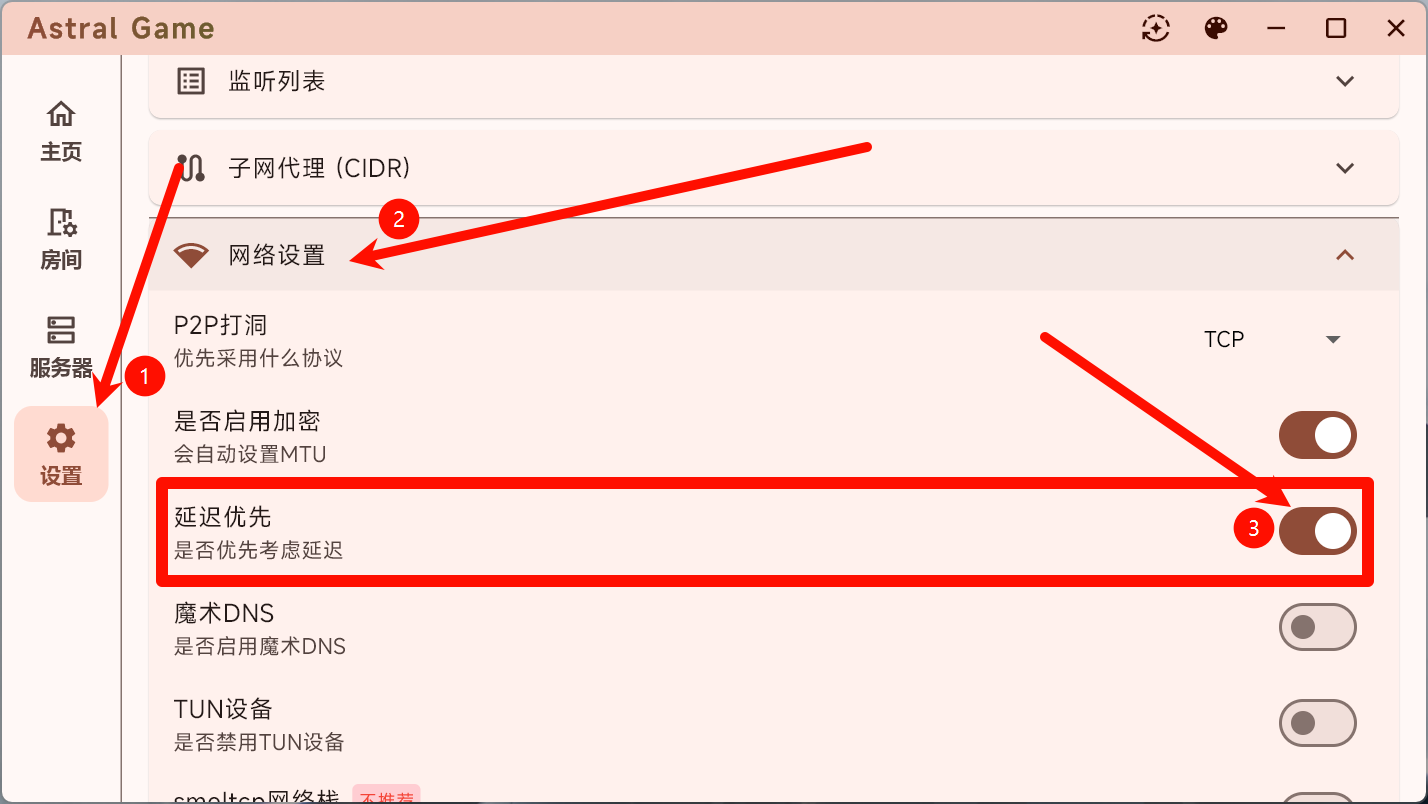 Astral Game
监听列表
主页
子网代理 (CIDR)
2
房间
网络设置
P2P打洞
优先采用什么协议
TCP
服务器
1
是否启用加密
会自动设置MTU
设置
延迟优先
是否优先考虑延迟
3
魔术DNS
是否启用魔术DNS
TUN设备
是否禁用TUN设备
smoltcp网络栈 不推荐